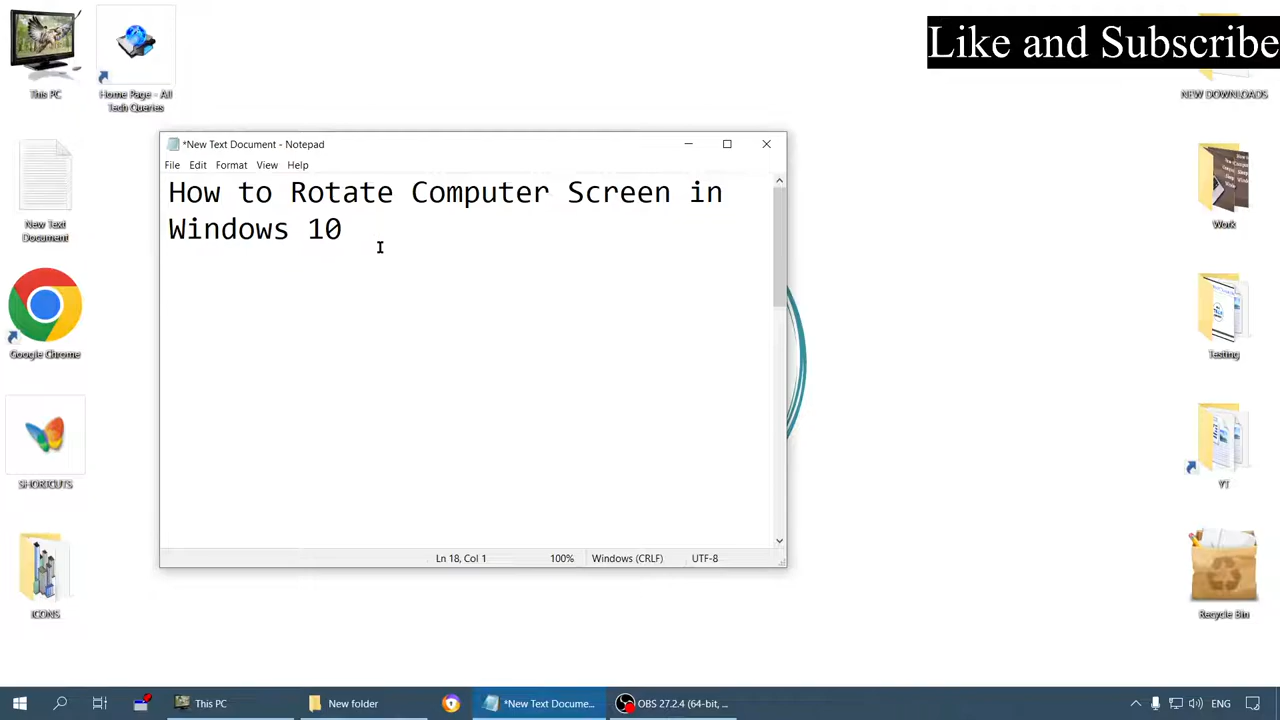 Like and Subscribe
This PC
Home Page - All
Tech Queries
NEW DOWNLOADS
*New Text Document - Notepad
File Edit Format View Help
How to Rotate Computer Screen in
Windows 10
New Text
Document
Work
Google Chrome
Testing
SHORTCUTS
YT
Ln 18, Col 1 100% Windows (CRLF) UTF-8
ICONS
Recycle Bin
This PC New folder *New Text Docume... OBS 27.2.4 (64-bit, ... ENG